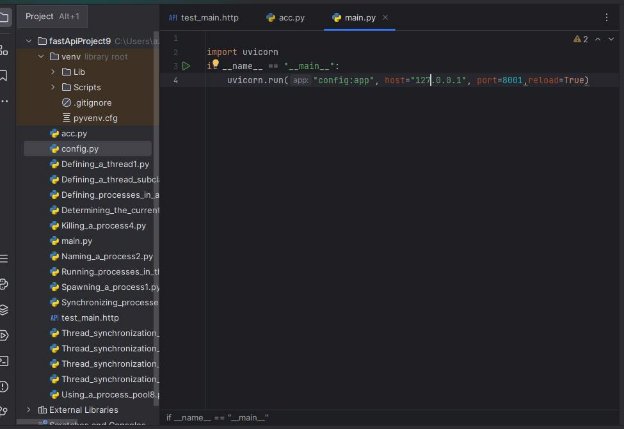 Project Alt+1
test_main.http
acc.py
main.py
fastApiProject9 C:\Users\a
venv library root
Lib
Scripts
.gitignore
pyvenv.cfg
acc.py
config.py
Defining_a_thread1.py
Defining_a_thread_subcla
Defining_processes_in_a
Determining_the_current
Killing_a_process4.py
main.py
Naming_a_process2.py
Running_processes_in_th
Spawning_a_process1.py
Synchronizing_processe
API test_main.http
Thread_synchronization_
Thread_synchronization_
Thread_synchronization_
Thread_synchronization_
Using_a_process_pool8.p
External Libraries
Scratches and Consoles
2
1
2 import uvicorn
3 if __name__ == "__main__":
4 uvicorn.run( app: "config:app", host="127.0.0.1", port=8001,reload=True)
if __name__ == "__main__"